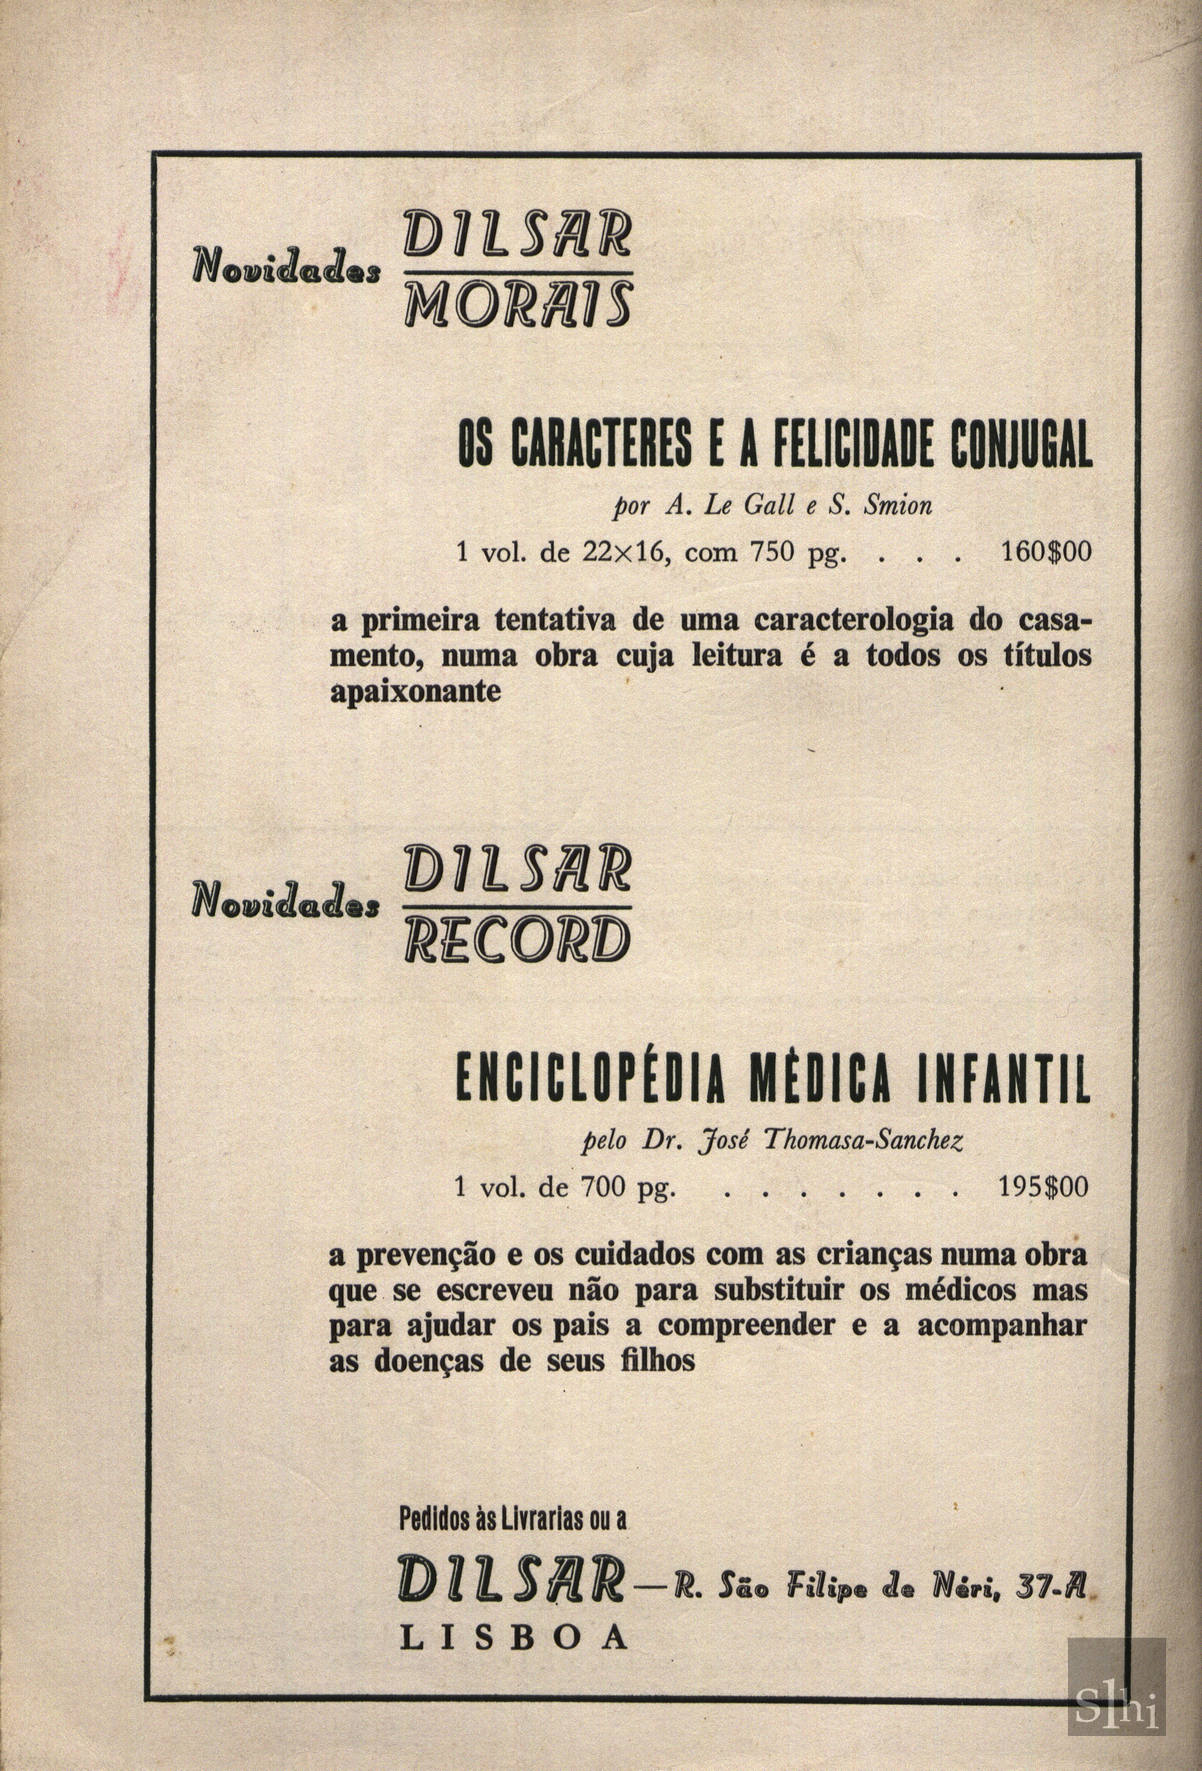 Novidades DILSAR
MORAIS
OS CARACTERES E A FELICIDADE CONJUGAL
por A. Le Gall e S. Smion
1 vol. de 22×16, com 750 pg. . . . 160$00
a primeira tentativa de uma caracterologia do casa-
mento, numa obra cuja leitura é a todos os títulos
apaixonante
Novidades DILSAR
RECORD
ENCICLOPÉDIA MÉDICA INFANTIL
pelo Dr. José Thomasa-Sanchez
1 vol. de 700 pg. . . . . . . . 195$00
a prevenção e os cuidados com as crianças numa obra
que se escreveu não para substituir os médicos mas
para ajudar os pais a compreender e a acompanhar
as doenças de seus filhos
Pedidos às Livrarias ou a
DILSAR — R. São Filipe de Néri, 37-A
LISBOA
slhi